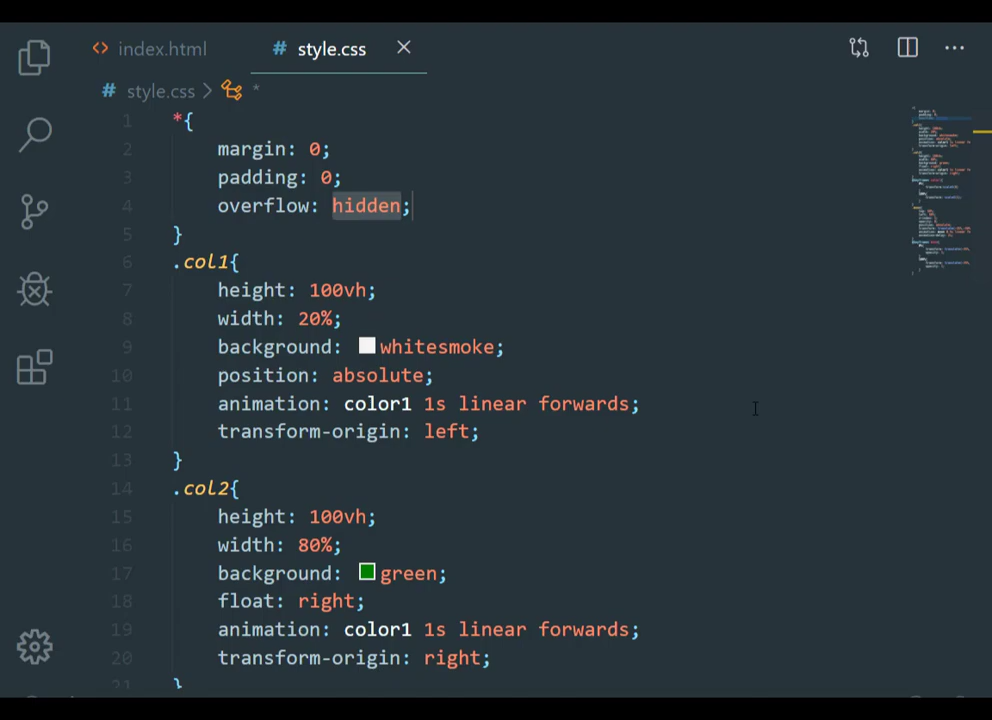 index.html
# style.css
# style.css > *
1 *{
2 margin: 0;
3 padding: 0;
4 overflow: hidden;
5 }
6 .col1{
7 height: 100vh;
8 width: 20%;
9 background: whitesmoke;
10 position: absolute;
11 animation: color1 1s linear forwards;
12 transform-origin: left;
13 }
14 .col2{
15 height: 100vh;
16 width: 80%;
17 background: green;
18 float: right;
19 animation: color1 1s linear forwards;
20 transform-origin: right;
21 }